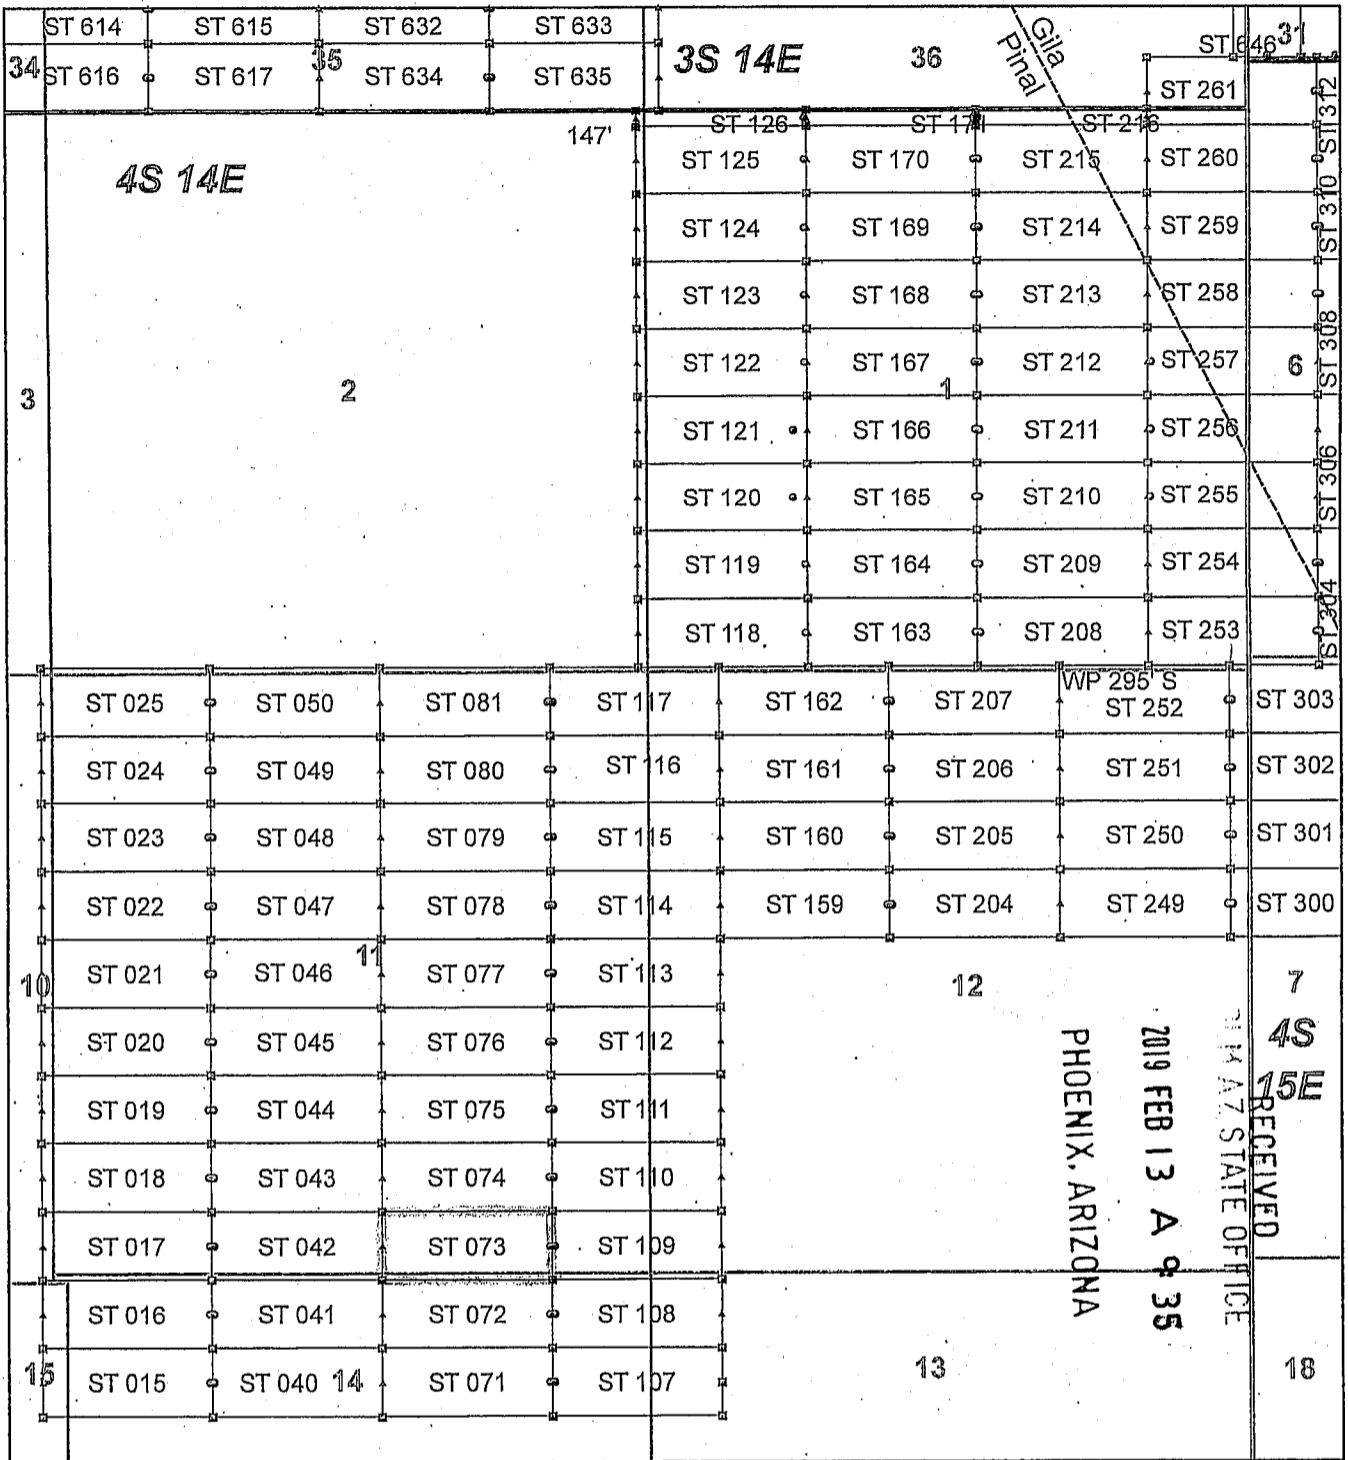 ST 614 ST 615 ST 632 ST 633
34 35 3S 14E 36 Gila Pinal ST 646 31
ST 616 ST 617 ST 634 ST 635
ST 261 ST 312
147' ST 126 ST 171 ST 216
4S 14E
ST 125 ST 170 ST 215 ST 260
ST 310
ST 124 ST 169 ST 214 ST 259
ST 123 ST 168 ST 213 ST 258
ST 308
3 2 ST 122 ST 167 1 ST 212 ST 257 6
ST 121 ST 166 ST 211 ST 256
ST 306
ST 120 ST 165 ST 210 ST 255
ST 119 ST 164 ST 209 ST 254
ST 304
ST 118 ST 163 ST 208 ST 253
WP 295' S
ST 025 ST 050 ST 081 ST 117 ST 162 ST 207 ST 252 ST 303
ST 024 ST 049 ST 080 ST 116 ST 161 ST 206 ST 251 ST 302
ST 023 ST 048 ST 079 ST 115 ST 160 ST 205 ST 250 ST 301
ST 022 ST 047 ST 078 ST 114 ST 159 ST 204 ST 249 ST 300
10 ST 021 ST 046 11 ST 077 ST 113 12 7
ST 020 ST 045 ST 076 ST 112 4S
15E
ST 019 ST 044 ST 075 ST 111
ST 018 ST 043 ST 074 ST 110
ST 017 ST 042 ST 073 ST 109
ST 016 ST 041 ST 072 ST 108
15 ST 015 ST 040 14 ST 071 ST 107 13 18
RECEIVED
AZ STATE OFFICE
2019 FEB 13 A 9:35
PHOENIX, ARIZONA